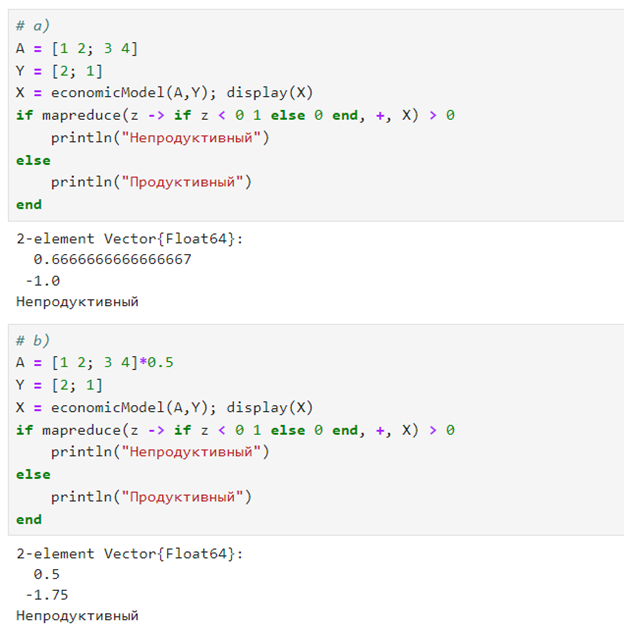 # a)
A = [1 2; 3 4]
Y = [2; 1]
X = economicModel(A,Y); display(X)
if mapreduce(z -> if z < 0 1 else 0 end, +, X) > 0
    println("Непродуктивный")
else
    println("Продуктивный")
end
2-element Vector{Float64}:
  0.6666666666666667
 -1.0
Непродуктивный
# b)
A = [1 2; 3 4]*0.5
Y = [2; 1]
X = economicModel(A,Y); display(X)
if mapreduce(z -> if z < 0 1 else 0 end, +, X) > 0
    println("Непродуктивный")
else
    println("Продуктивный")
end
2-element Vector{Float64}:
  0.5
 -1.75
Непродуктивный